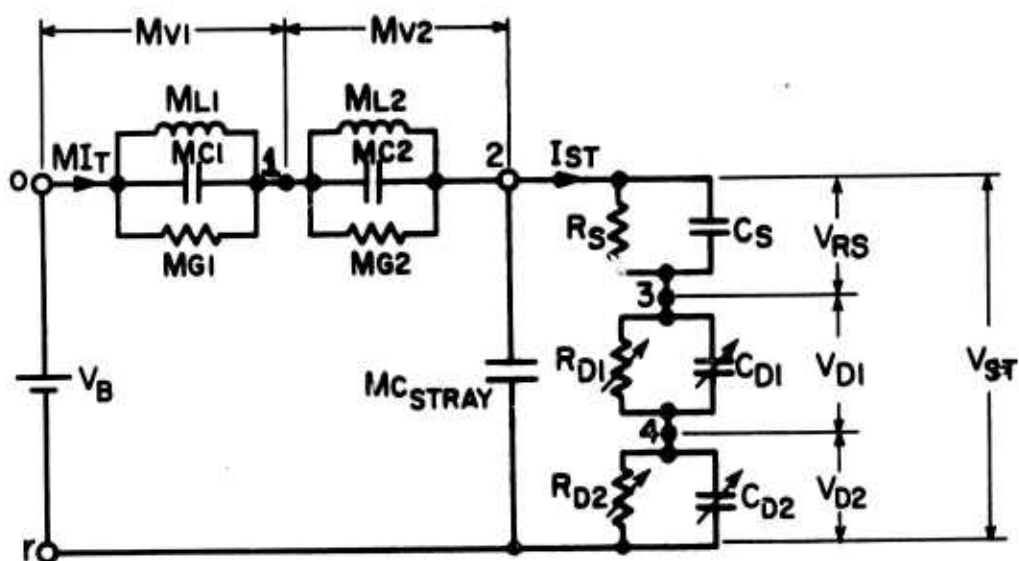 MV1 MV2
ML1 ML2
MC1 MC2
MIT 1 2 IST
O
MG1 MG2
RS CS VRS
3
RD1 CD1 VD1 VST
VB MCSTRAY
4
RD2 CD2 VD2
r